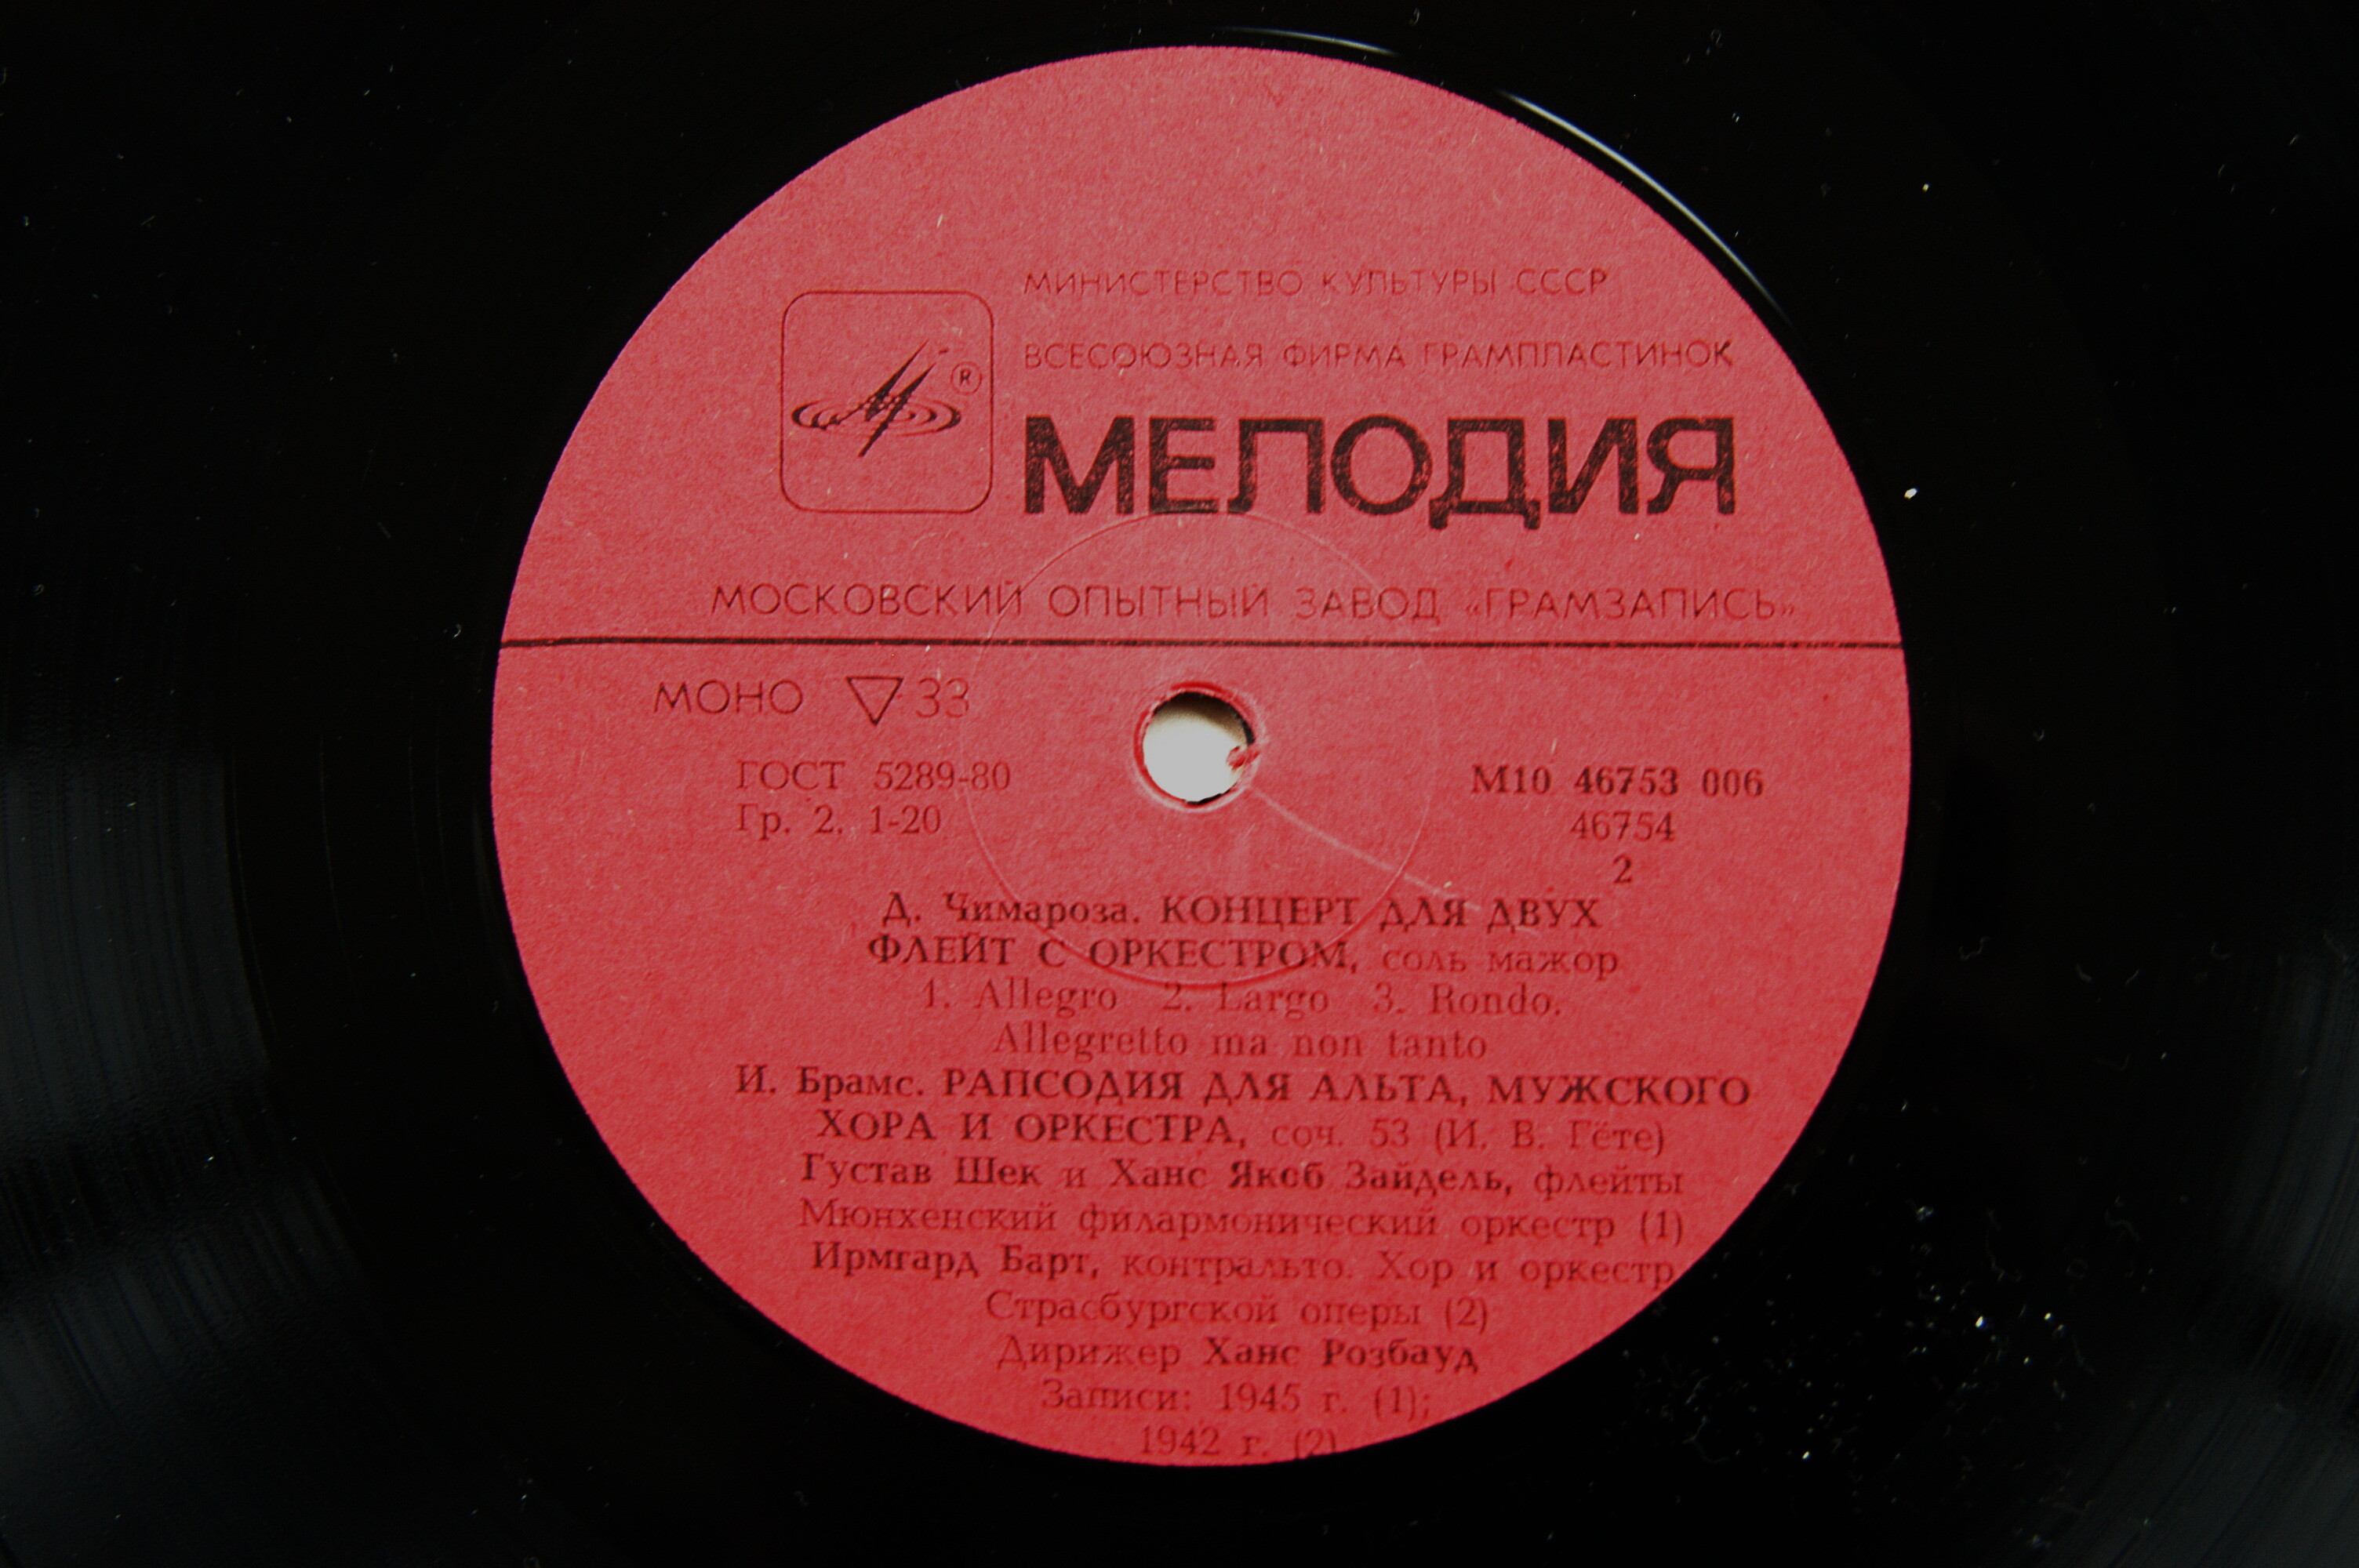 МИНИСТЕРСТВО КУЛЬТУРЫ СССР
ВСЕСОЮЗНАЯ ФИРМА ГРАМПЛАСТИНОК
®
МЕЛОДИЯ
МОСКОВСКИЙ ОПЫТНЫЙ ЗАВОД «ГРАМЗАПИСЬ»
МОНО ▽33
ГОСТ 5289-80
Гр. 2. 1-20
М10 46753 006
46754
2
Д. Чимароза. КОНЦЕРТ ДЛЯ ДВУХ
ФЛЕЙТ С ОРКЕСТРОМ, соль мажор
1. Allegro 2. Largo 3. Rondo.
Allegretto ma non tanto
И. Брамс. РАПСОДИЯ ДЛЯ АЛЬТА, МУЖСКОГО
ХОРА И ОРКЕСТРА, соч. 53 (И. В. Гёте)
Густав Шек и Ханс Якоб Зайдель, флейты
Мюнхенский филармонический оркестр (1)
Ирмгард Барт, контральто. Хор и оркестр
Страсбургской оперы (2)
Дирижер Ханс Розбауд
Записи: 1945 г. (1);
1942 г. (2)